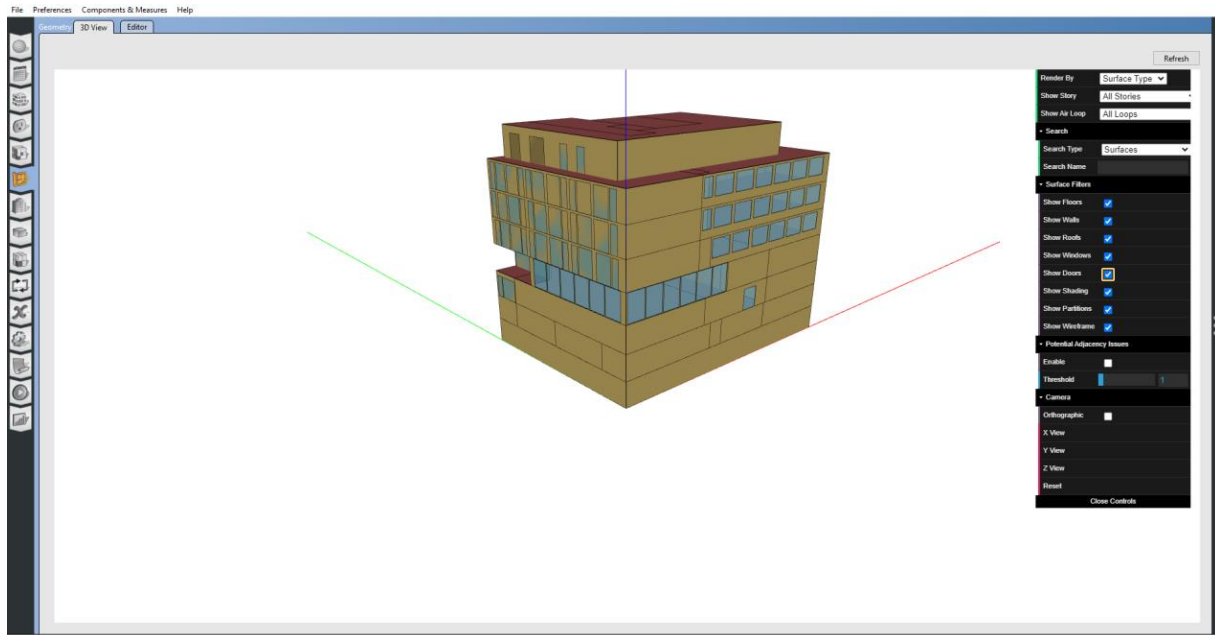 File Preferences Components & Measures Help
Geometry 3D View Editor
Refresh
Render By Surface Type
Show Story All Stories
Show Air Loop All Loops
Search
Search Type Surfaces
Search Name
Surface Filters
Show Floors
Show Walls
Show Roofs
Show Windows
Show Doors
Show Shading
Show Partitions
Show Wireframe
Potential Adjacency Issues
Enable
Threshold 1
Camera
Orthographic
X View
Y View
Z View
Reset
Close Controls